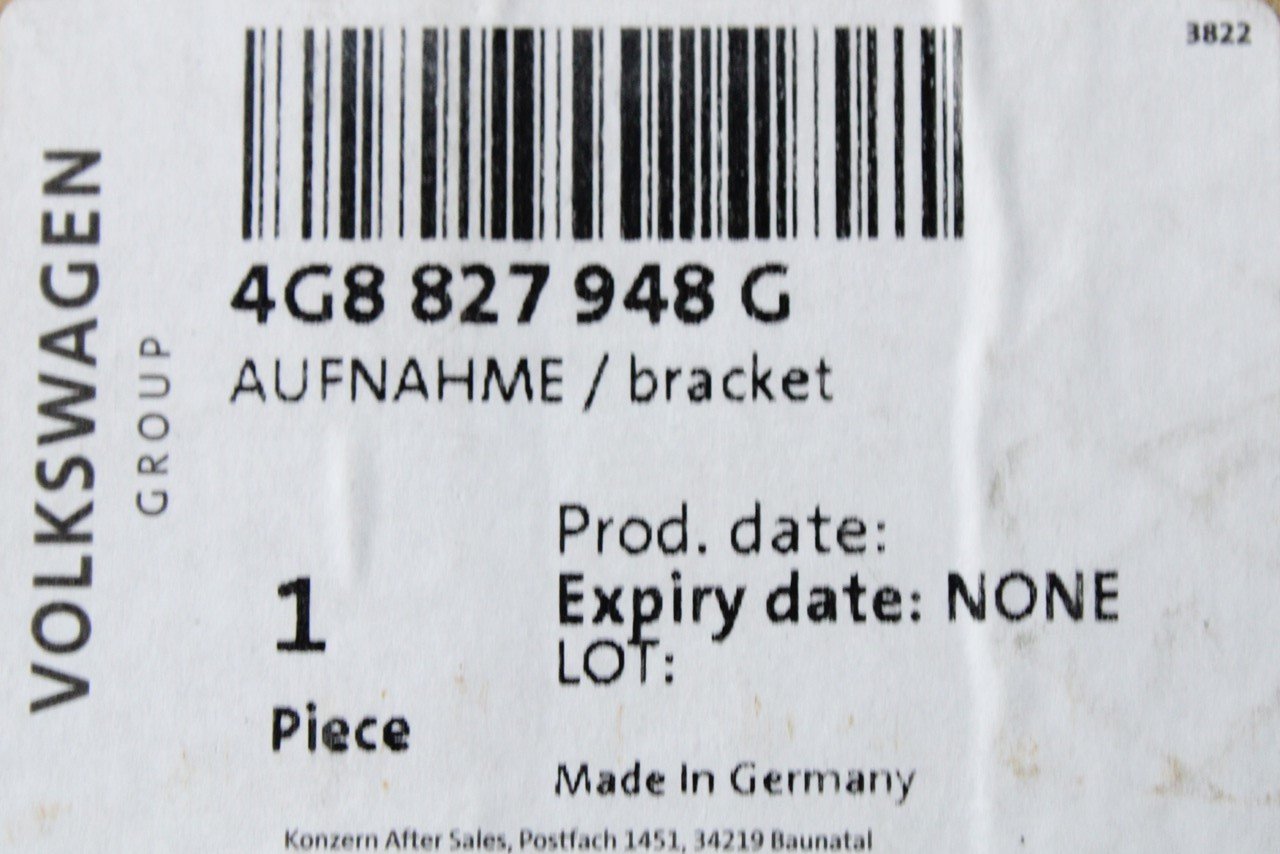 3822
VOLKSWAGEN
GROUP
4G8 827 948 G
AUFNAHME / bracket
Prod. date:
Expiry date: NONE
LOT:
1
Piece
Made In Germany
Konzern After Sales, Postfach 1451, 34219 Baunatal